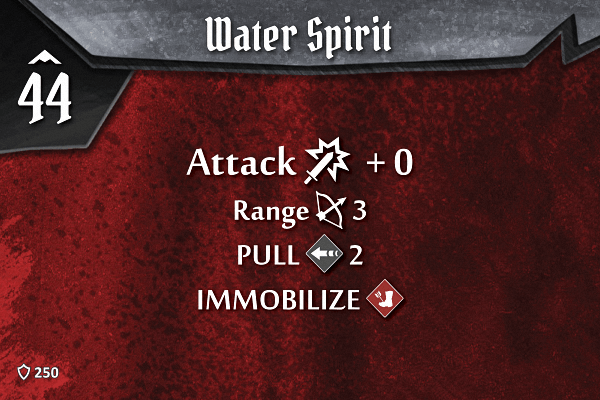 Water Spirit
44
Attack + 0
Range 3
PULL 2
IMMOBILIZE
250